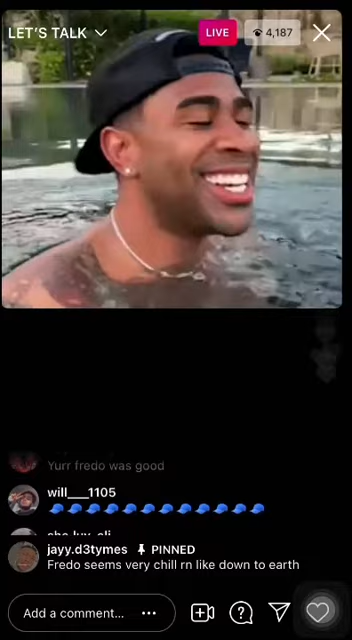 LET'S TALK
LIVE
4,187
Yurr fredo was good
will___1105
jayy.d3tymes PINNED
Fredo seems very chill rn like down to earth
Add a comment...